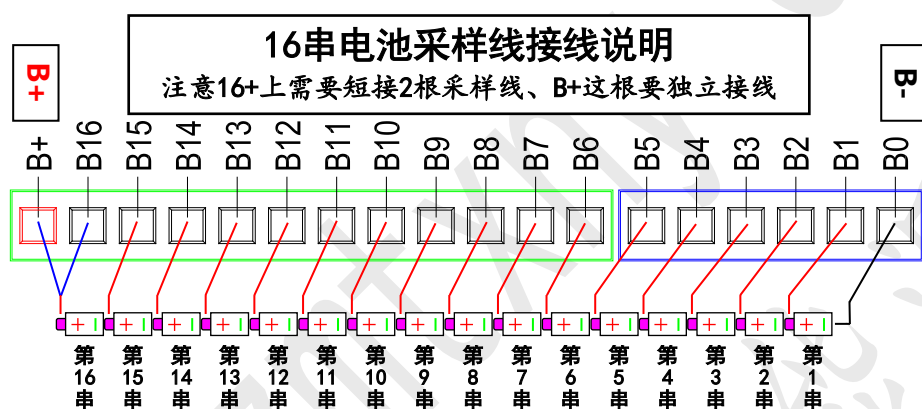 16串电池采样线接线说明
注意16+上需要短接2根采样线、B+这根要独立接线
B+
B-
B+ B16 B15 B14 B13 B12 B11 B10 B9 B8 B7 B6 B5 B4 B3 B2 B1 B0
第16串 第15串 第14串 第13串 第12串 第11串 第10串 第9串 第8串 第7串 第6串 第5串 第4串 第3串 第2串 第1串